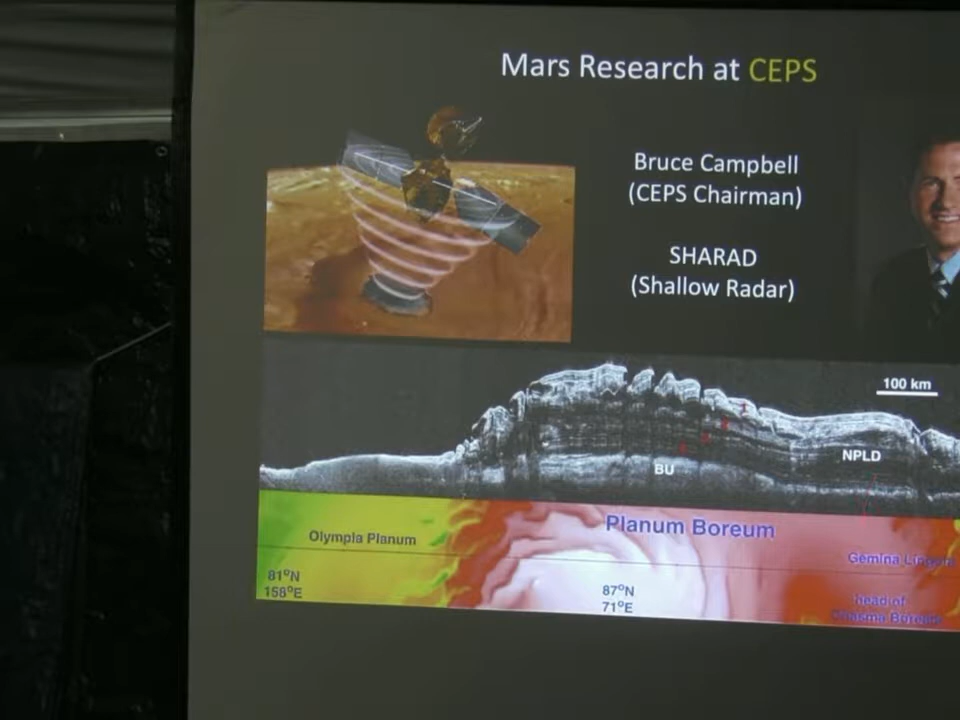 Mars Research at CEPS
Bruce Campbell
(CEPS Chairman)
SHARAD
(Shallow Radar)
100 km
NPLD
BU
Planum Boreum
Olympia Planum
Gemina
81°N
158°E
87°N
71°E
head of
Chasma Boreale